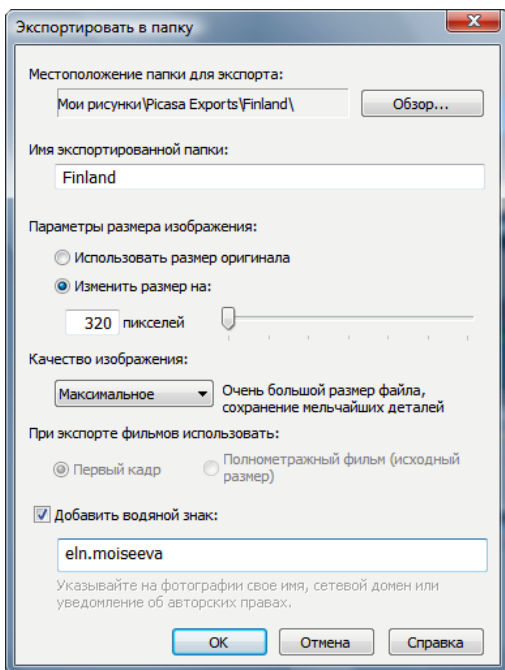 Экспортировать в папку
Местоположение папки для экспорта:
Мои рисунки\Picasa Exports\Finland\
Обзор...
Имя экспортированной папки:
Finland
Параметры размера изображения:
Использовать размер оригинала
Изменить размер на:
320 пикселей
Качество изображения:
Максимальное
Очень большой размер файла,
сохранение мельчайших деталей
При экспорте фильмов использовать:
Первый кадр
Полнометражный фильм (исходный
размер)
Добавить водяной знак:
eln.moiseeva
Указывайте на фотографии свое имя, сетевой домен или
уведомление об авторских правах.
OK Отмена Справка